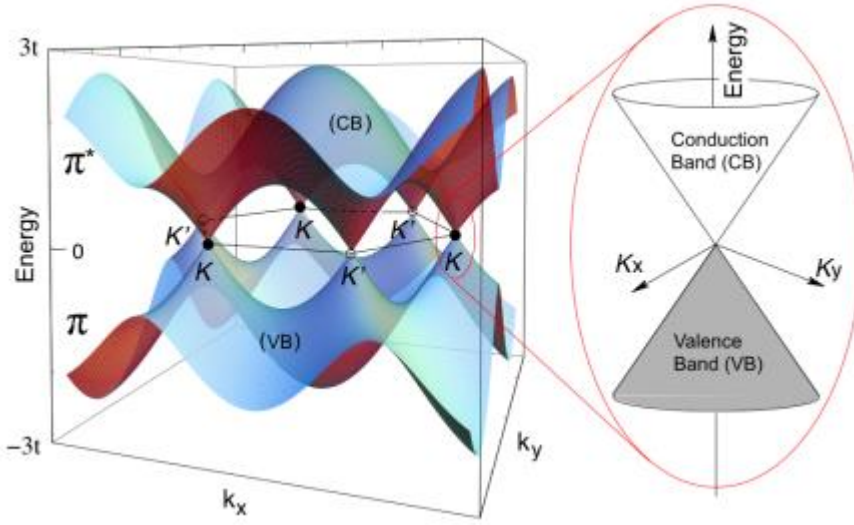 3t
(CB)
π*
K'
K
K'
K
K'
K
Energy
0
π
(VB)
−3t
kx
ky
Energy
Conduction
Band (CB)
Kx
Ky
Valence
Band (VB)